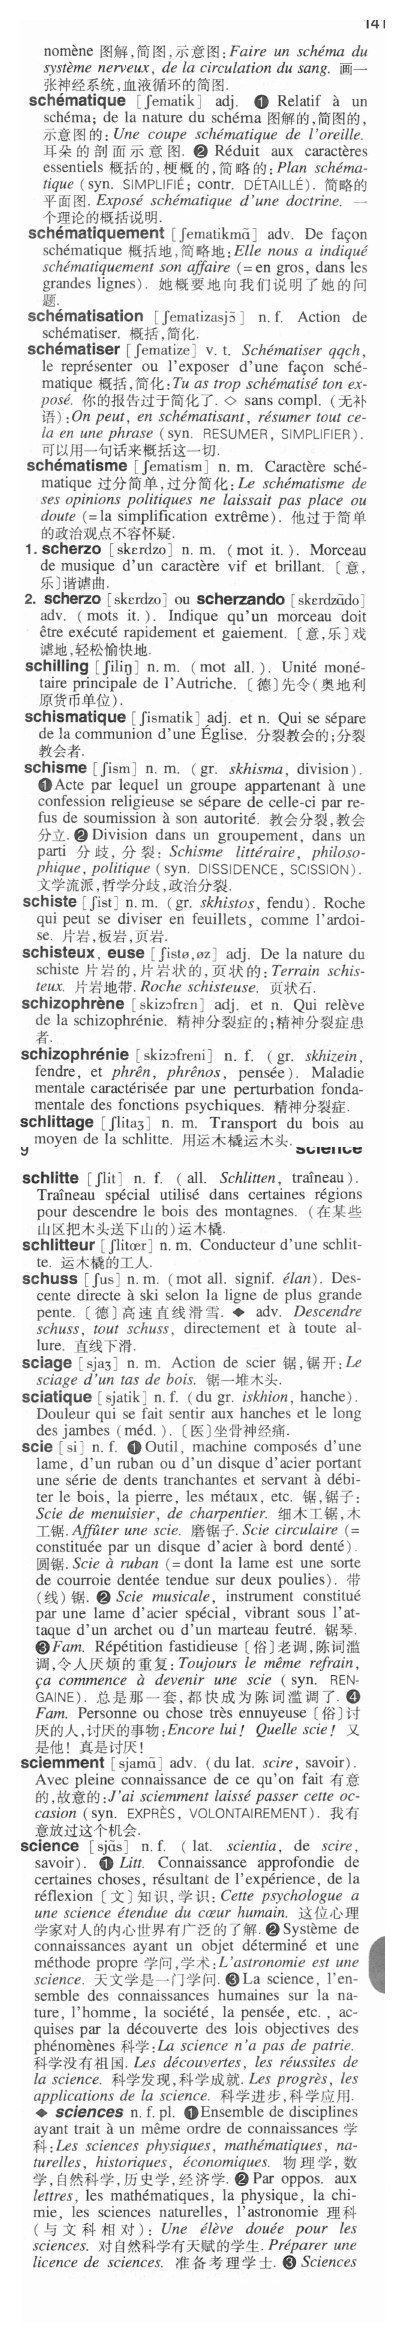 141
nomène 图解,简图,示意图:Faire un schéma du
système nerveux, de la circulation du sang. 画一
张神经系统,血液循环的简图.
schématique [ʃematik] adj. ❶ Relatif à un
schéma; de la nature du schéma 图解的,简图的,
示意图的: Une coupe schématique de l'oreille.
耳朵的剖面示意图. ❷ Réduit aux caractères
essentiels 概括的,梗概的,简略的: Plan schéma-
tique (syn. SIMPLIFIÉ; contr. DÉTAILLÉ). 简略的
平面图. Exposé schématique d'une doctrine. 一
个理论的概括说明.
schématiquement [ʃematikmɑ̃] adv. De façon
schématique 概括地,简略地:Elle nous a indiqué
schématiquement son affaire (=en gros, dans les
grandes lignes). 她概要地向我们说明了她的问
题.
schématisation [ʃematizasjɔ̃] n. f. Action de
schématiser. 概括,简化.
schématiser [ʃematize] v. t. Schématiser qqch,
le représenter ou l'exposer d'une façon sché-
matique 概括,简化:Tu as trop schématisé ton ex-
posé. 你的报告过于简化了. ◇ sans compl. (无补
语):On peut, en schématisant, résumer tout ce-
la en une phrase (syn. RESUMER, SIMPLIFIER).
可以用一句话来概括这一切.
schématisme [ʃematism] n. m. Caractère sché-
matique 过分简单,过分简化:Le schématisme de
ses opinions politiques ne laissait pas place ou
doute (=la simplification extrême). 他过于简单
的政治观点不容怀疑.
1. scherzo [skɛrdzo] n. m. (mot it.). Morceau
de musique d'un caractère vif et brillant. 〔意,
乐〕谐谑曲.
2. scherzo [skɛrdzo] ou scherzando [skɛrdzɑ̃do]
adv. (mots it.). Indique qu'un morceau doit
être exécuté rapidement et gaiement. 〔意,乐〕戏
谑地,轻松愉快地.
schilling [ʃiliŋ] n. m. (mot all.). Unité moné-
taire principale de l'Autriche. 〔德〕先令(奥地利
原货币单位).
schismatique [ʃismatik] adj. et n. Qui se sépare
de la communion d'une Église. 分裂教会的;分裂
教会者.
schisme [ʃism] n. m. (gr. skhisma, division).
❶Acte par lequel un groupe appartenant à une
confession religieuse se sépare de celle-ci par re-
fus de soumission à son autorité. 教会分裂,教会
分立. ❷ Division dans un groupement, dans un
parti 分歧,分裂: Schisme littéraire, philoso-
phique, politique (syn. DISSIDENCE, SCISSION).
文学流派,哲学分歧,政治分裂.
schiste [ʃist] n. m. (gr. skhistos, fendu). Roche
qui peut se diviser en feuillets, comme l'ardoi-
se. 片岩,板岩,页岩.
schisteux, euse [ʃistø,øz] adj. De la nature du
schiste 片岩的,片岩状的,页状的: Terrain schis-
teux. 片岩地带. Roche schisteuse. 页状石.
schizophrène [skizɔfrɛn] adj. et n. Qui relève
de la schizophrénie. 精神分裂症的;精神分裂症患
者.
schizophrénie [skizɔfreni] n. f. (gr. skhizein,
fendre, et phrên, phrênos, pensée). Maladie
mentale caractérisée par une perturbation fonda-
mentale des fonctions psychiques. 精神分裂症.
schlittage [ʃlitaʒ] n. m. Transport du bois au
moyen de la schlitte. 用运木橇运木头.
9 science
schlitte [ʃlit] n. f. (all. Schlitten, traîneau).
Traîneau spécial utilisé dans certaines régions
pour descendre le bois des montagnes. (在某些
山区把木头送下山的)运木橇.
schlitteur [ʃlitœr] n. m. Conducteur d'une schlit-
te. 运木橇的工人.
schuss [ʃus] n. m. (mot all. signif. élan). Des-
cente directe à ski selon la ligne de plus grande
pente. 〔德〕高速直线滑雪. ◆ adv. Descendre
schuss, tout schuss, directement et à toute al-
lure. 直线下滑.
sciage [sjaʒ] n. m. Action de scier 锯,锯开:Le
sciage d'un tas de bois. 锯一堆木头.
sciatique [sjatik] n. f. (du gr. iskhion, hanche).
Douleur qui se fait sentir aux hanches et le long
des jambes (méd.). 〔医〕坐骨神经痛.
scie [si] n. f. ❶Outil, machine composés d'une
lame, d'un ruban ou d'un disque d'acier portant
une série de dents tranchantes et servant à débi-
ter le bois, la pierre, les métaux, etc. 锯,锯子:
Scie de menuisier, de charpentier. 细木工锯,木
工锯. Affûter une scie. 磨锯子. Scie circulaire (=
constituée par un disque d'acier à bord denté).
圆锯. Scie à ruban (=dont la lame est une sorte
de courroie dentée tendue sur deux poulies). 带
(线)锯. ❷ Scie musicale, instrument constitué
par une lame d'acier spécial, vibrant sous l'at-
taque d'un archet ou d'un marteau feutré. 锯琴.
❸Fam. Répétition fastidieuse〔俗〕老调,陈词滥
调,令人厌烦的重复:Toujours le même refrain,
ça commence à devenir une scie (syn. REN-
GAINE). 总是那一套,都快成为陈词滥调了. ❹
Fam. Personne ou chose très ennuyeuse〔俗〕讨
厌的人,讨厌的事物:Encore lui! Quelle scie! 又
是他! 真是讨厌!
sciemment [sjamɑ̃] adv. (du lat. scire, savoir).
Avec pleine connaissance de ce qu'on fait 有意
的,故意的:J'ai sciemment laissé passer cette oc-
casion (syn. EXPRÈS, VOLONTAIREMENT). 我有
意放过这个机会.
science [sjɑ̃s] n. f. (lat. scientia, de scire,
savoir). ❶ Litt. Connaissance approfondie de
certaines choses, résultant de l'expérience, de la
réflexion〔文〕知识,学识: Cette psychologue a
une science étendue du cœur humain. 这位心理
学家对人的内心世界有广泛的了解. ❷Système de
connaissances ayant un objet déterminé et une
méthode propre 学问,学术:L'astronomie est une
science. 天文学是一门学问. ❸La science, l'en-
semble des connaissances humaines sur la na-
ture, l'homme, la société, la pensée, etc., ac-
quises par la découverte des lois objectives des
phénomènes 科学:La science n'a pas de patrie.
科学没有祖国. Les découvertes, les réussites de
la science. 科学发现,科学成就. Les progrès, les
applications de la science. 科学进步,科学应用.
◆ sciences n. f. pl. ❶Ensemble de disciplines
ayant trait à un même ordre de connaissances 学
科:Les sciences physiques, mathématiques, na-
turelles, historiques, économiques. 物理学,数
学,自然科学,历史学,经济学. ❷ Par oppos. aux
lettres, les mathématiques, la physique, la chi-
mie, les sciences naturelles, l'astronomie 理科
(与文科相对): Une élève douée pour les
sciences. 对自然科学有天赋的学生. Préparer une
licence de sciences. 准备考理学士. ❸ Sciences